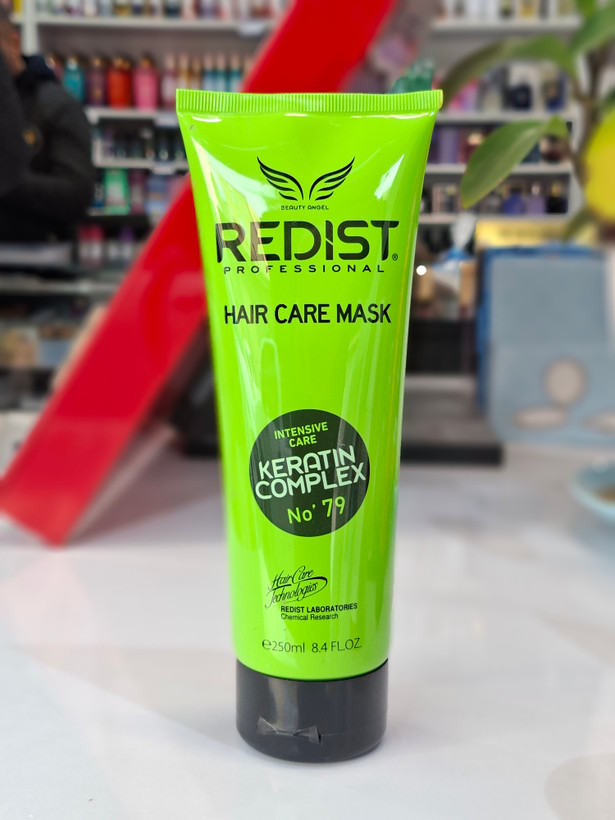 BEAUTY ANGEL
REDIST®
PROFESSIONAL
HAIR CARE MASK
INTENSIVE
CARE
KERATIN
COMPLEX
No' 79
Hair Care
Technologies
REDIST LABORATORIES
Chemical Research
℮250ml 8.4 FL.OZ.